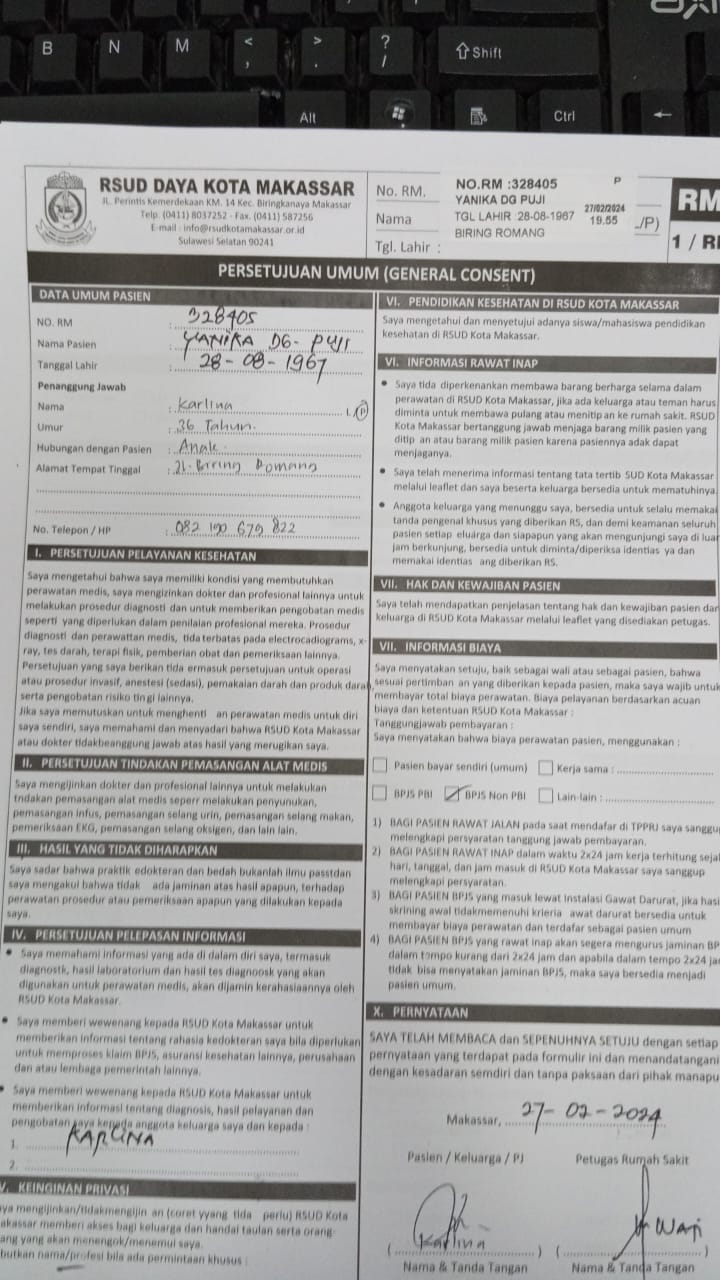 B N M < , > . ? / ⇧ Shift
Alt Ctrl ←
RSUD DAYA KOTA MAKASSAR
JL. Perintis Kemerdekaan KM. 14 Kec. Biringkanaya Makassar
Telp. (0411) 8037252 - Fax. (0411) 587256
E-mail : info@rsudkotamakassar.or.id
Sulawesi Selatan 90241
No. RM.
Nama
Tgl. Lahir :
NO.RM :328405 P
YANIKA DG PUJI
TGL LAHIR :28-08-1967
BIRING ROMANG
27/02/2024
19.55
L/P)
RM
1 / RI
PERSETUJUAN UMUM (GENERAL CONSENT)
DATA UMUM PASIEN
NO. RM : 328405
Nama Pasien : YANIKA DG- PUJI
Tanggal Lahir : 28-08-1967
Penanggung Jawab
Nama : Karlina L/P
Umur : 36 Tahun.
Hubungan dengan Pasien : Anak.
Alamat Tempat Tinggal : Jl. Biring Romang
No. Telepon / HP : 082 190 679 822
I. PERSETUJUAN PELAYANAN KESEHATAN
Saya mengetahui bahwa saya memiliki kondisi yang membutuhkan
perawatan medis, saya mengizinkan dokter dan profesional lainnya untuk
melakukan prosedur diagnosti dan untuk memberikan pengobatan medis
seperti yang diperlukan dalam penilaian profesional mereka. Prosedur
diagnosti dan perawattan medis, tida terbatas pada electrocadiograms, x-
ray, tes darah, terapi fisik, pemberian obat dan pemeriksaan lainnya.
Persetujuan yang saya berikan tida ermasuk persetujuan untuk operasi
atau prosedur invasif, anestesi (sedasi), pemakaian darah dan produk darah,
serta pengobatan risiko tin gi lainnya.
Jika saya memutuskan untuk menghenti an perawatan medis untuk diri
saya sendiri, saya memahami dan menyadari bahwa RSUD Kota Makassar
atau dokter tidakbeanggung jawab atas hasil yang merugikan saya.
II. PERSETUJUAN TINDAKAN PEMASANGAN ALAT MEDIS
Saya mengijinkan dokter dan profesional lainnya untuk melakukan
tndakan pemasangan alat medis seperr melakukan penyunukan,
pemasangan infus, pemasangan selang urin, pemasangan selang makan,
pemeriksaan EKG, pemasangan selang oksigen, dan lain lain.
III. HASIL YANG TIDAK DIHARAPKAN
Saya sadar bahwa praktik edokteran dan bedah bukanlah ilmu passtdan
saya mengakui bahwa tidak ada jaminan atas hasil apapun, terhadap
perawatan prosedur atau pemeriksaan apapun yang dilakukan kepada
saya.
IV. PERSETUJUAN PELEPASAN INFORMASI
• Saya memahami informasi yang ada di dalam diri saya, termasuk
diagnostk, hasil laboratorium dan hasil tes diagnoosk yang akan
digunakan untuk perawatan medis, akan dijamin kerahasiaannya oleh
RSUD Kota Makassar.
• Saya memberi wewenang kepada RSUD Kota Makassar untuk
memberikan informasi tentang rahasia kedokteran saya bila diperlukan
untuk memproses klaim BPJS, asuransi kesehatan lainnya, perusahaan
dan atau lembaga pemerintah lainnya.
• Saya memberi wewenang kepada RSUD Kota Makassar untuk
memberikan informasi tentang diagnosis, hasil pelayanan dan
pengobatan saya kepada anggota keluarga saya dan kepada :
1. KARLINA
2.
V. KEINGINAN PRIVASI
aya mengijinkan/tidakmengijin an (coret yyang tida perlu) RSUD Kota
akassar memberi akses bagi keluarga dan handai taulan serta orang
ang yang akan menengok/menemui saya.
butkan nama/profesi bila ada permintaan khusus :
VI. PENDIDIKAN KESEHATAN DI RSUD KOTA MAKASSAR
Saya mengetahui dan menyetujui adanya siswa/mahasiswa pendidikan
kesehatan di RSUD Kota Makassar.
VI. INFORMASI RAWAT INAP
• Saya tida diperkenankan membawa barang berharga selama dalam
perawatan di RSUD Kota Makassar, jika ada keluarga atau teman harus
diminta untuk membawa pulang atau menitip an ke rumah sakit. RSUD
Kota Makassar bertanggung jawab menjaga barang milik pasien yang
ditip an atau barang milik pasien karena pasiennya adak dapat
menjaganya.
• Saya telah menerima informasi tentang tata tertib SUD Kota Makassar
melalui leaflet dan saya beserta keluarga bersedia untuk mematuhinya.
• Anggota keluarga yang menunggu saya, bersedia untuk selalu memakai
tanda pengenal khusus yang diberikan RS, dan demi keamanan seluruh
pasien setiap eluarga dan siapapun yang akan mengunjungi saya di luar
jam berkunjung, bersedia untuk diminta/diperiksa identias ya dan
memakai identias ang diberikan RS.
VII. HAK DAN KEWAJIBAN PASIEN
Saya telah mendapatkan penjelasan tentang hak dan kewajiban pasien dan
keluarga di RSUD Kota Makassar melalui leaflet yang disediakan petugas.
VII. INFORMASI BIAYA
Saya menyatakan setuju, baik sebagai wali atau sebagai pasien, bahwa
sesuai pertimban an yang diberikan kepada pasien, maka saya wajib untuk
membayar total biaya perawatan. Biaya pelayanan berdasarkan acuan
biaya dan ketentuan RSUD Kota Makassar :
Tanggungjawab pembayaran :
Saya menyatakan bahwa biaya perawatan pasien, menggunakan :
Pasien bayar sendiri (umum) Kerja sama :
BPJS PBI BPJS Non PBI Lain-lain :
1) BAGI PASIEN RAWAT JALAN pada saat mendafar di TPPRJ saya sanggup
melengkapi persyaratan tanggung jawab pembayaran.
2) BAGI PASIEN RAWAT INAP dalam waktu 2x24 jam kerja terhitung sejak
hari, tanggal, dan jam masuk di RSUD Kota Makassar saya sanggup
melengkapi persyaratan.
3) BAGI PASIEN BPJS yang masuk lewat Instalasi Gawat Darurat, jika hasil
skrining awal tidakmemenuhi krieria awat darurat bersedia untuk
membayar biaya perawatan dan terdafar sebagai pasien umum
4) BAGI PASIEN BPJS yang rawat inap akan segera mengurus jaminan BP
dalam tempo kurang dari 2x24 jam dan apabila dalam tempo 2x24 ja
tidak bisa menyatakan jaminan BPJS, maka saya bersedia menjadi
pasien umum.
X. PERNYATAAN
SAYA TELAH MEMBACA dan SEPENUHNYA SETUJU dengan setiap
pernyataan yang terdapat pada formulir ini dan menandatangani
dengan kesadaran semdiri dan tanpa paksaan dari pihak manapu
Makassar, 27-02-2024
Pasien / Keluarga / PJ Petugas Rumah Sakit
( Karlina ) ( )
Nama & Tanda Tangan Nama & Tanda Tangan